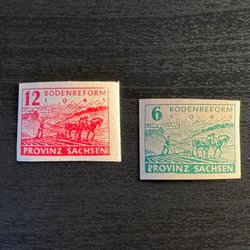 12 BODENREFORM
1945
PROVINZ SACHSEN
6 BODENREFORM
1945
PROVINZ SACHSEN